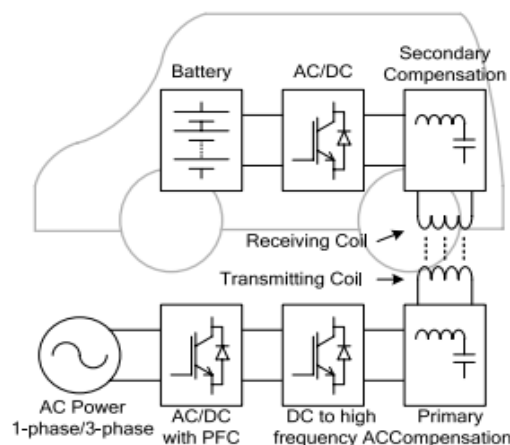 Battery
AC/DC
Secondary
Compensation
Receiving Coil
Transmitting Coil
AC Power
1-phase/3-phase
AC/DC
with PFC
DC to high
frequency AC
Primary
Compensation